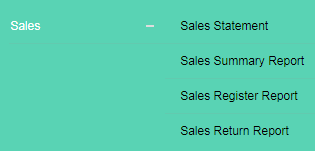 Sales
Sales Statement
Sales Summary Report
Sales Register Report
Sales Return Report